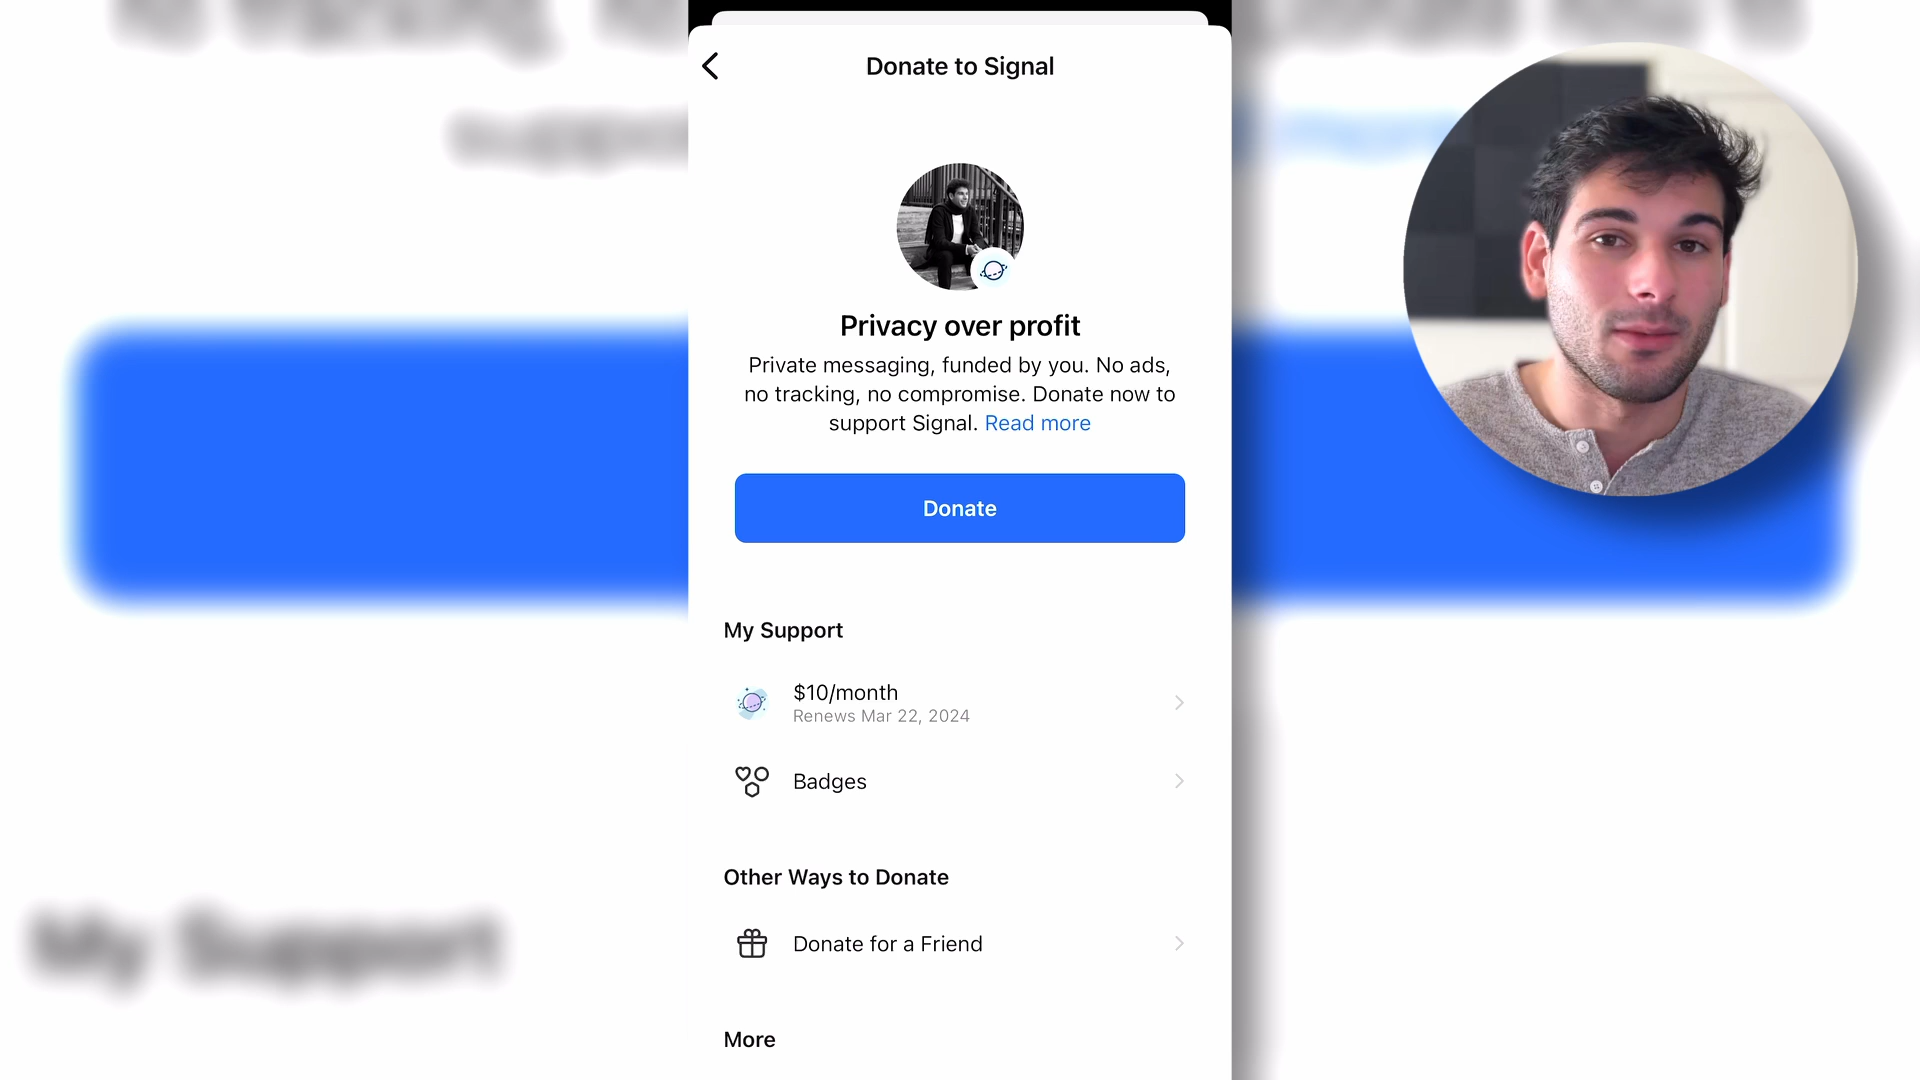 Donate to Signal
Privacy over profit
Private messaging, funded by you. No ads,
no tracking, no compromise. Donate now to
support Signal. Read more
Donate
My Support
$10/month
Renews Mar 22, 2024
Badges
Other Ways to Donate
Donate for a Friend
More
My Support